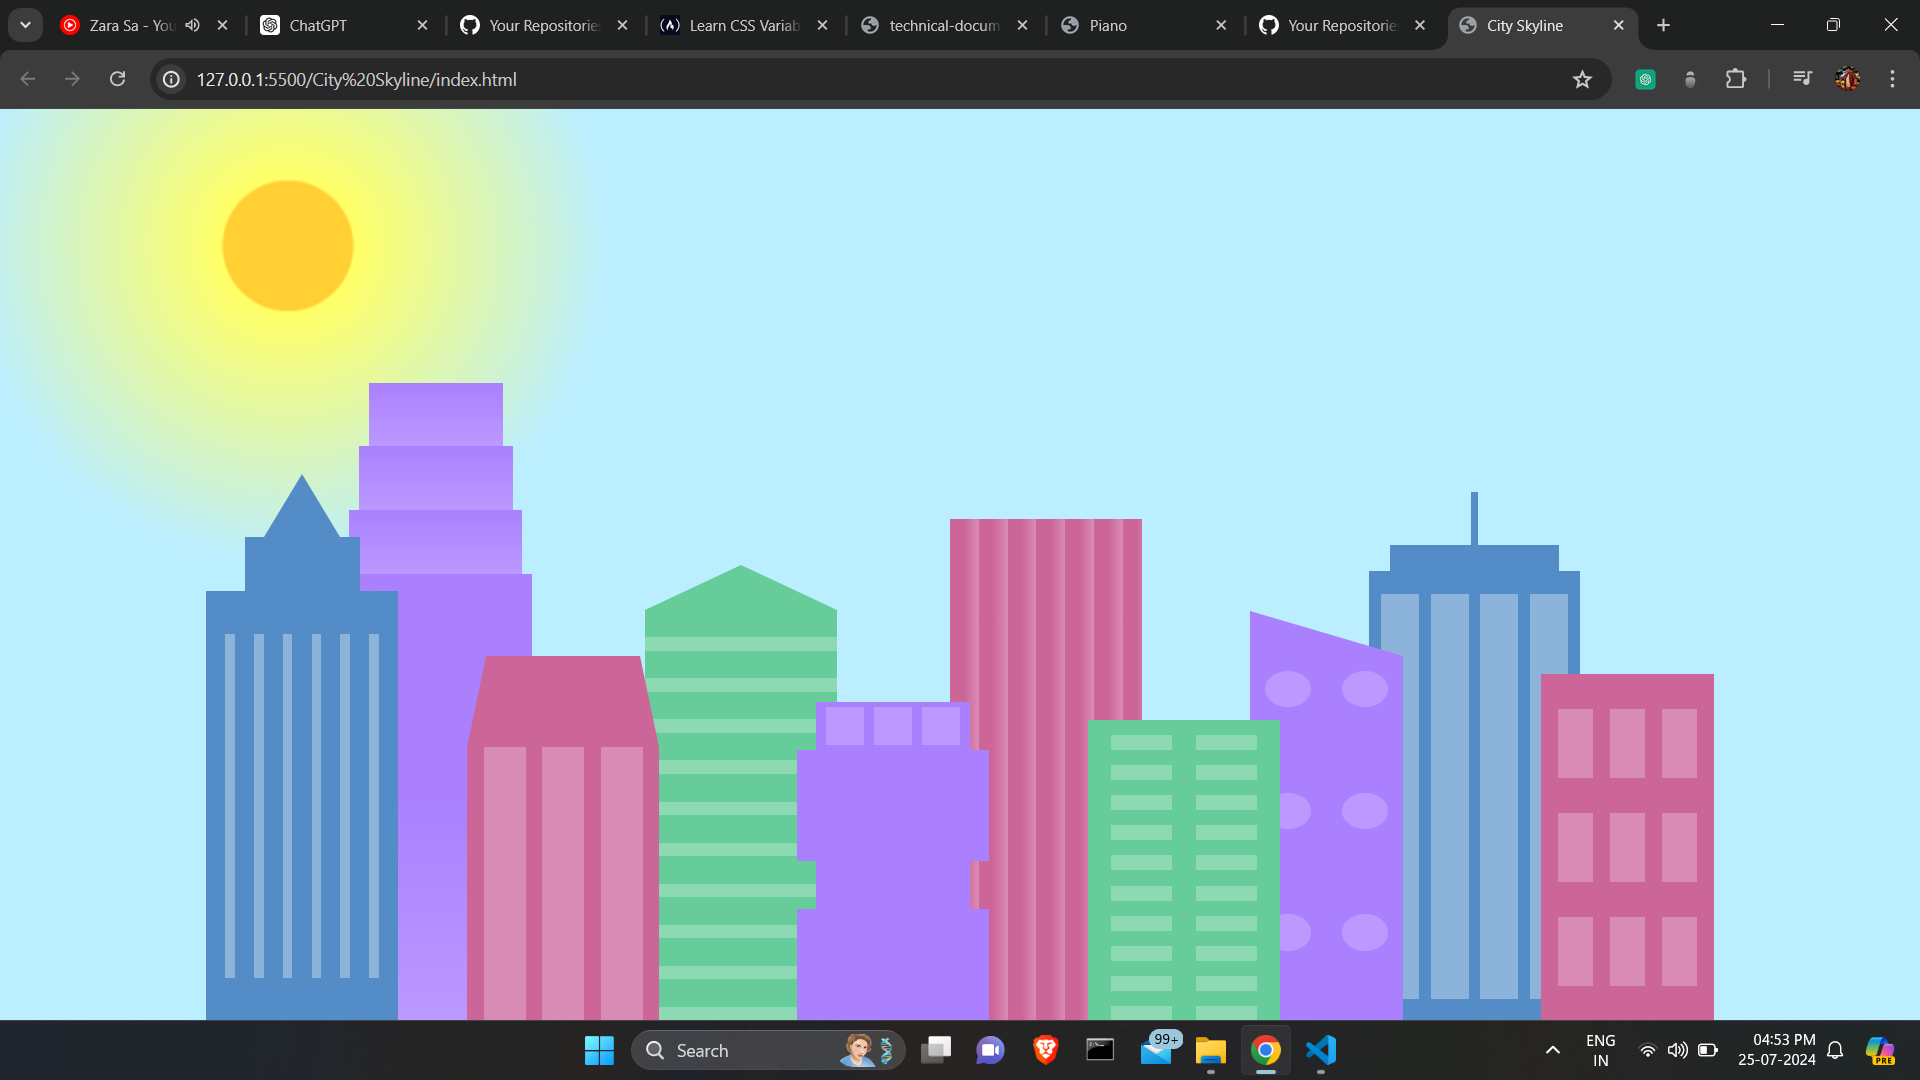 Zara Sa - You
ChatGPT
Your Repositories
Learn CSS Variab
technical-docum
Piano
Your Repositorie
City Skyline
127.0.0.1:5500/City%20Skyline/index.html
Search
99+
ENG
IN
04:53 PM
25-07-2024
PRE